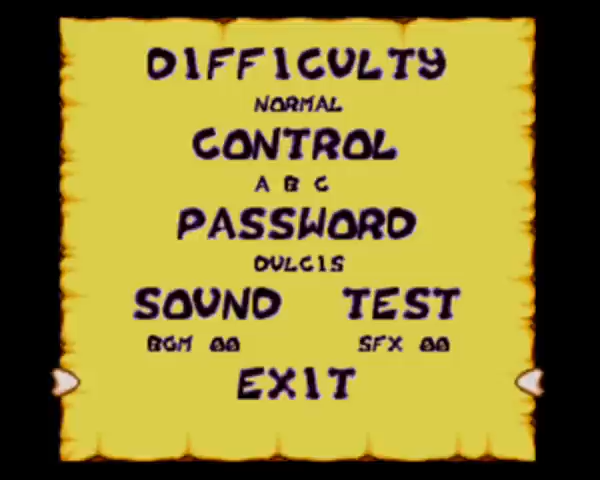 DIFFICULTY
NORMAL
CONTROL
A B C
PASSWORD
DULCIS
SOUND TEST
BGM 00 SFX 00
EXIT